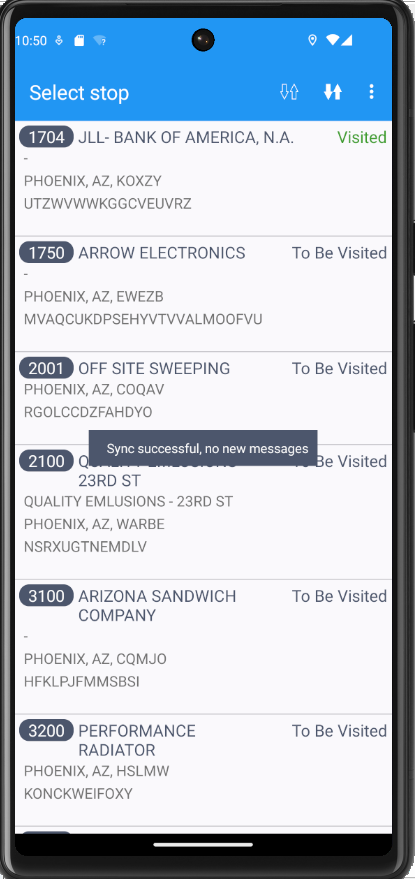 10:50
Select stop
1704 JLL- BANK OF AMERICA, N.A. Visited
-
PHOENIX, AZ, KOXZY
UTZWVWWKGGCVEUVRZ
1750 ARROW ELECTRONICS To Be Visited
-
PHOENIX, AZ, EWEZB
MVAQCUKDPSEHYVTVVALMOOFVU
2001 OFF SITE SWEEPING To Be Visited
PHOENIX, AZ, COQAV
RGOLCCDZFAHDYO
Sync successful, no new messages
2100 To Be Visited
23RD ST
QUALITY EMLUSIONS - 23RD ST
PHOENIX, AZ, WARBE
NSRXUGTNEMDLV
3100 ARIZONA SANDWICH To Be Visited
COMPANY
-
PHOENIX, AZ, CQMJO
HFKLPJFMMSBSI
3200 PERFORMANCE To Be Visited
RADIATOR
PHOENIX, AZ, HSLMW
KONCKWEIFOXY